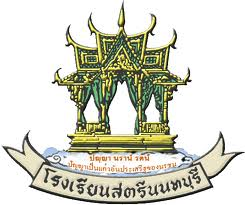 ปญฺญา นรานํ รตนํ
ปัญญาเป็นแก้วอันประเสริฐของนรชน
โรงเรียนสตรีนนทบุรี